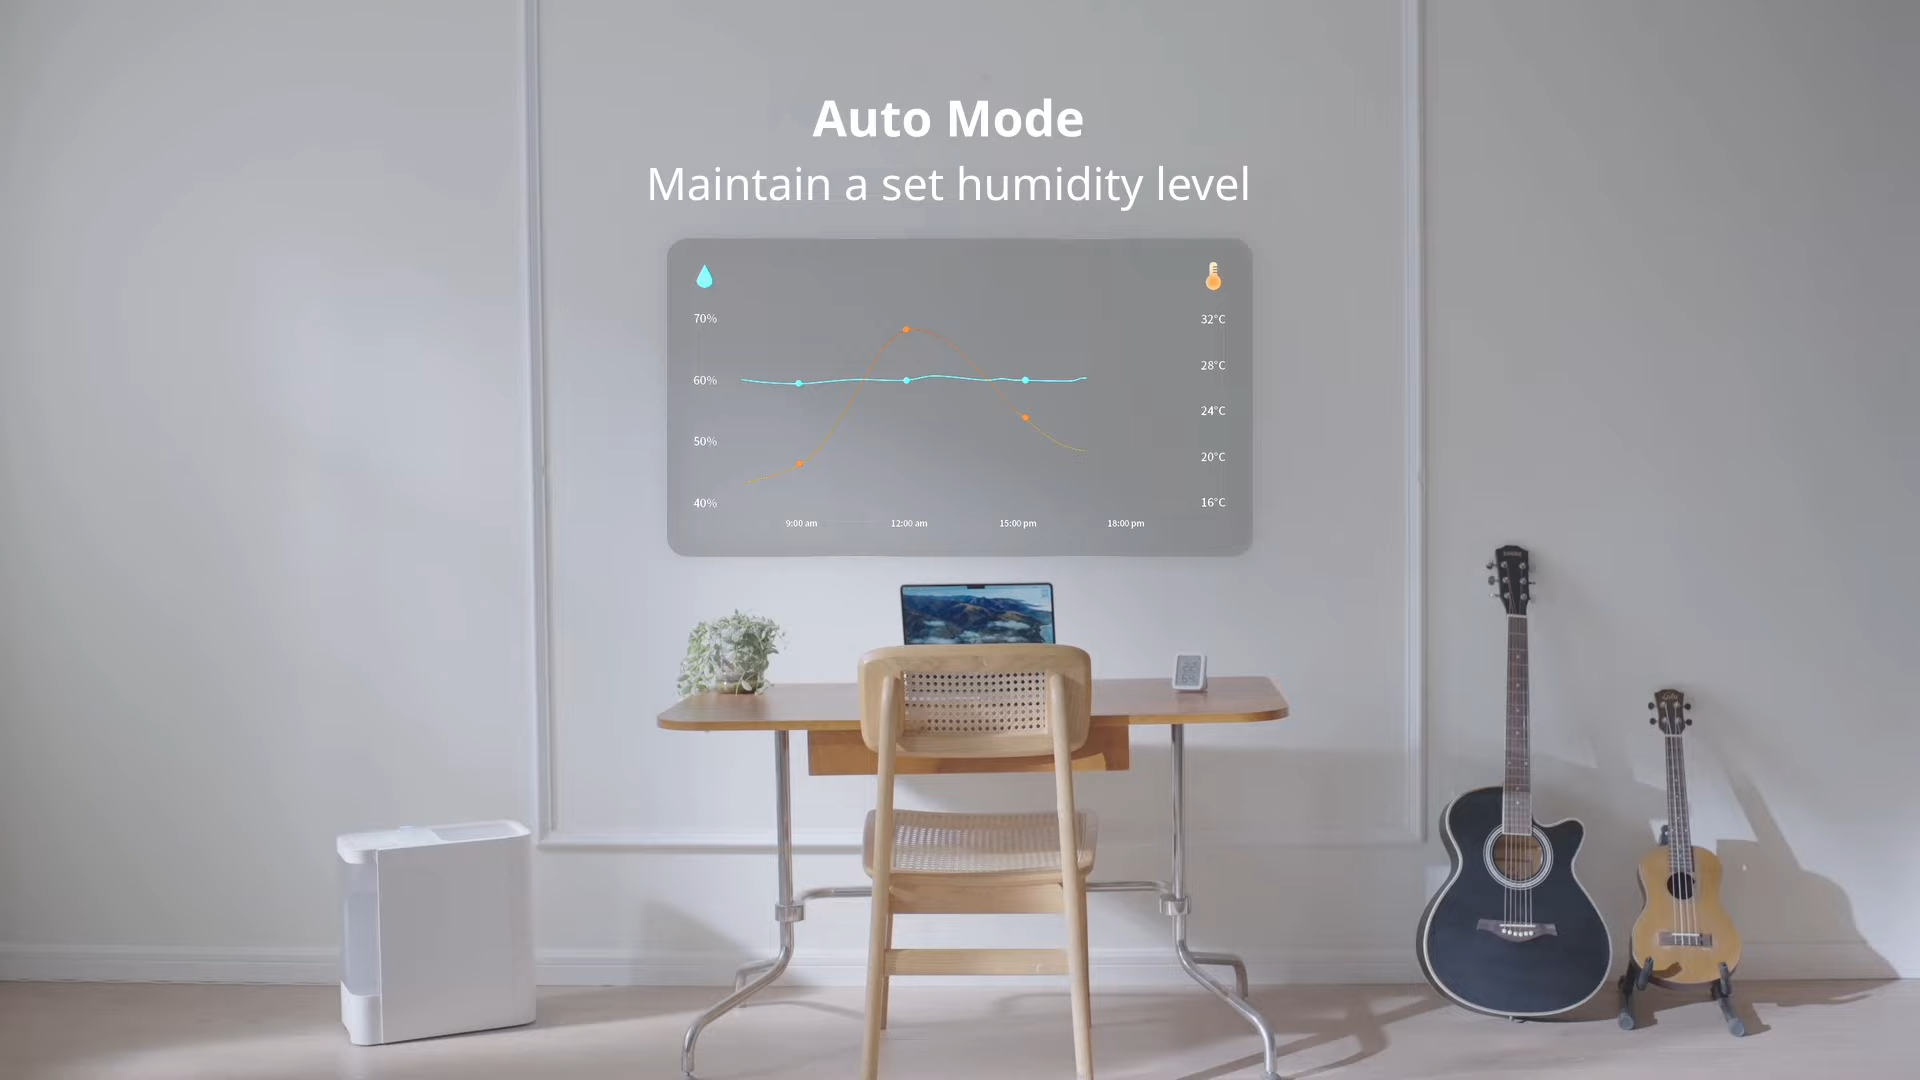 Auto Mode
Maintain a set humidity level
70%
60%
50%
40%
32°C
28°C
24°C
20°C
16°C
9:00 am
12:00 am
15:00 pm
18:00 pm